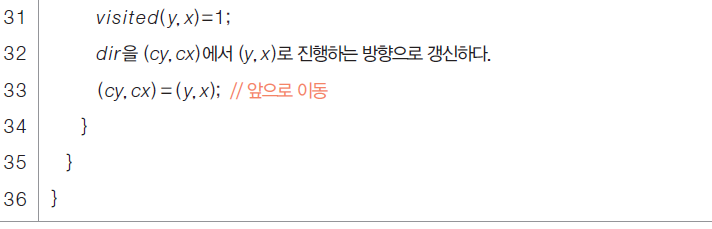 31 visited(y,x)=1;
32 dir을 (cy,cx)에서 (y,x)로 진행하는 방향으로 갱신하다.
33 (cy,cx)=(y,x); // 앞으로 이동
34 }
35 }
36 }